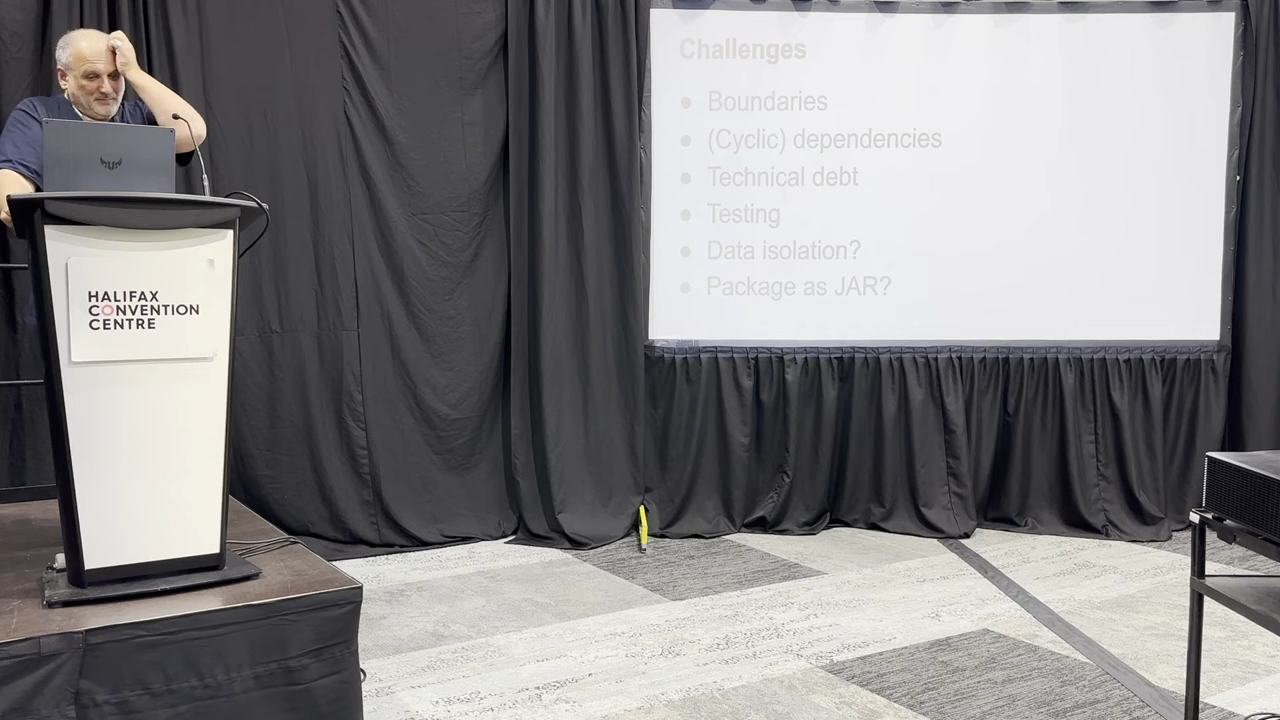 Challenges
Boundaries
(Cyclic) dependencies
Technical debt
Testing
Data isolation?
Package as JAR?
HALIFAX
CONVENTION
CENTRE